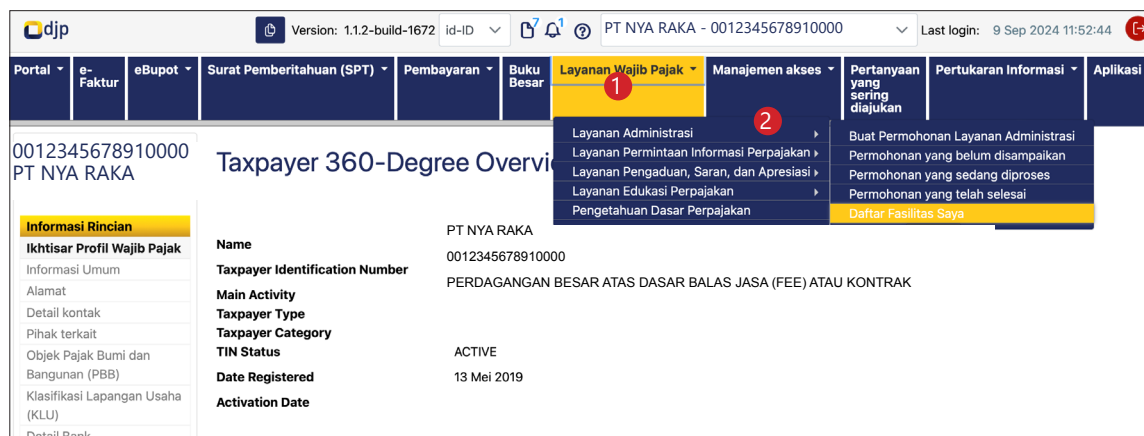 djp
Version: 1.1.2-build-1672
id-ID
7
1
PT NYA RAKA - 0012345678910000
Last login: 9 Sep 2024 11:52:44
Portal
e-Faktur
eBupot
Surat Pemberitahuan (SPT)
Pembayaran
Buku Besar
Layanan Wajib Pajak
Manajemen akses
Pertanyaan yang sering diajukan
Pertukaran Informasi
Aplikasi
1
2
Layanan Administrasi
Layanan Permintaan Informasi Perpajakan
Layanan Pengaduan, Saran, dan Apresiasi
Layanan Edukasi Perpajakan
Pengetahuan Dasar Perpajakan
Buat Permohonan Layanan Administrasi
Permohonan yang belum disampaikan
Permohonan yang sedang diproses
Permohonan yang telah selesai
Daftar Fasilitas Saya
0012345678910000
PT NYA RAKA
Taxpayer 360-Degree Overvi
Informasi Rincian
Ikhtisar Profil Wajib Pajak
Informasi Umum
Alamat
Detail kontak
Pihak terkait
Objek Pajak Bumi dan
Bangunan (PBB)
Klasifikasi Lapangan Usaha
(KLU)
Detail Bank
Name PT NYA RAKA
Taxpayer Identification Number 0012345678910000
Main Activity PERDAGANGAN BESAR ATAS DASAR BALAS JASA (FEE) ATAU KONTRAK
Taxpayer Type
Taxpayer Category
TIN Status ACTIVE
Date Registered 13 Mei 2019
Activation Date